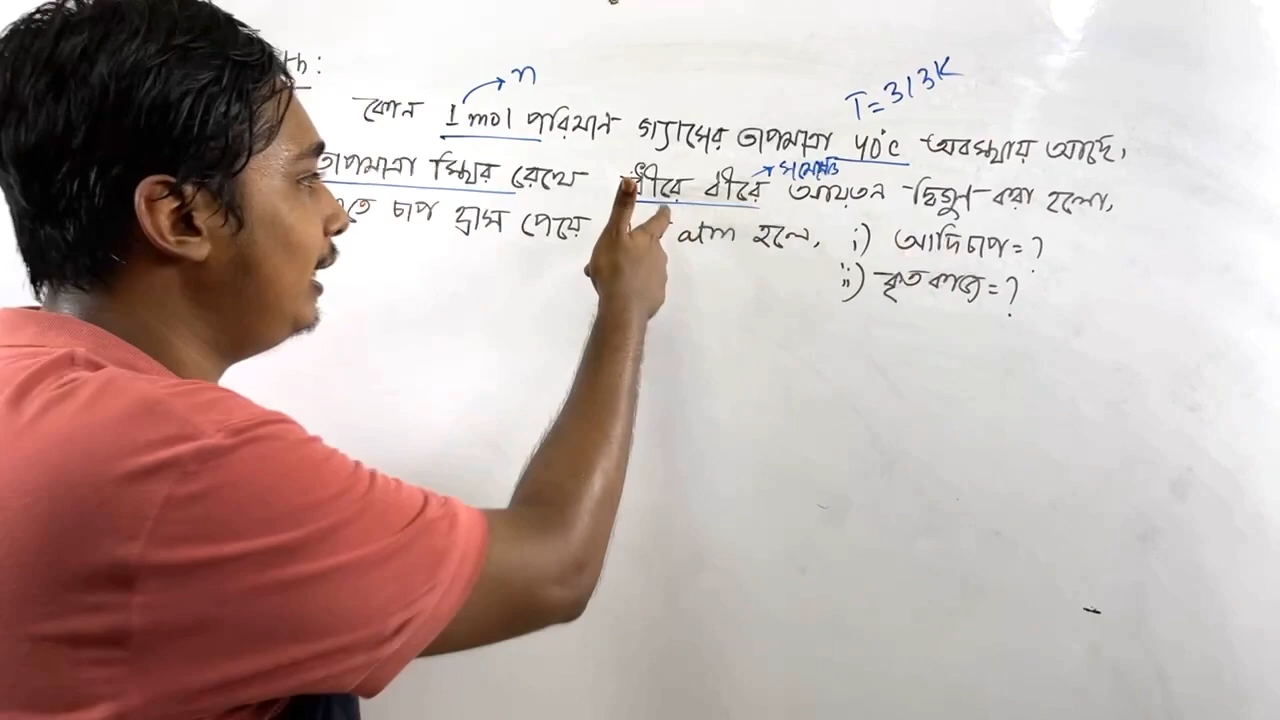 th:
n
T=313K
কোন 1 mol পরিমান গ্যাসের তাপমাত্রা 40°c অবস্থায় আছে,
সমোষ্ণ
তাপমাত্রা স্থির রেখে ধীরে ধীরে আয়তন দ্বিগুণ করা হলো,
তে চাপ হ্রাস পেয়ে atm হলে, i) আদি চাপ = ?
ii) কৃতকাজ = ?